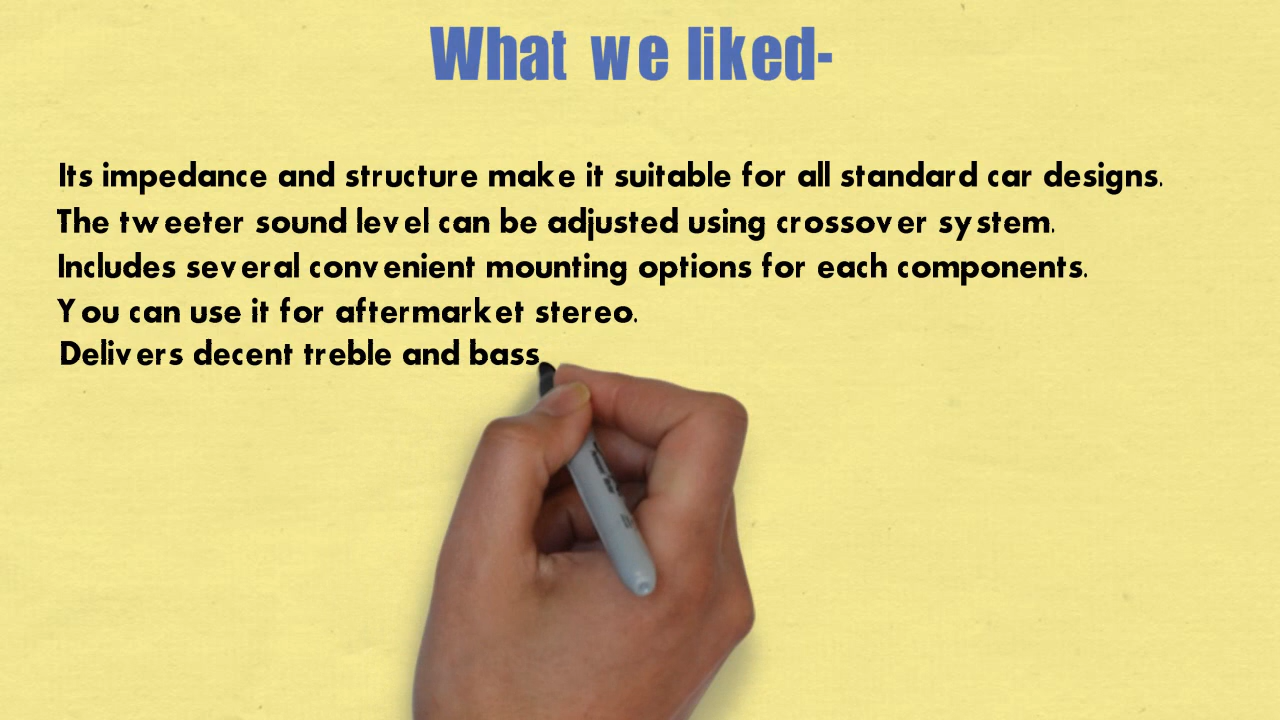 What we liked-
Its impedance and structure make it suitable for all standard car designs.
The tweeter sound level can be adjusted using crossover system.
Includes several convenient mounting options for each components.
You can use it for aftermarket stereo.
Delivers decent treble and bass